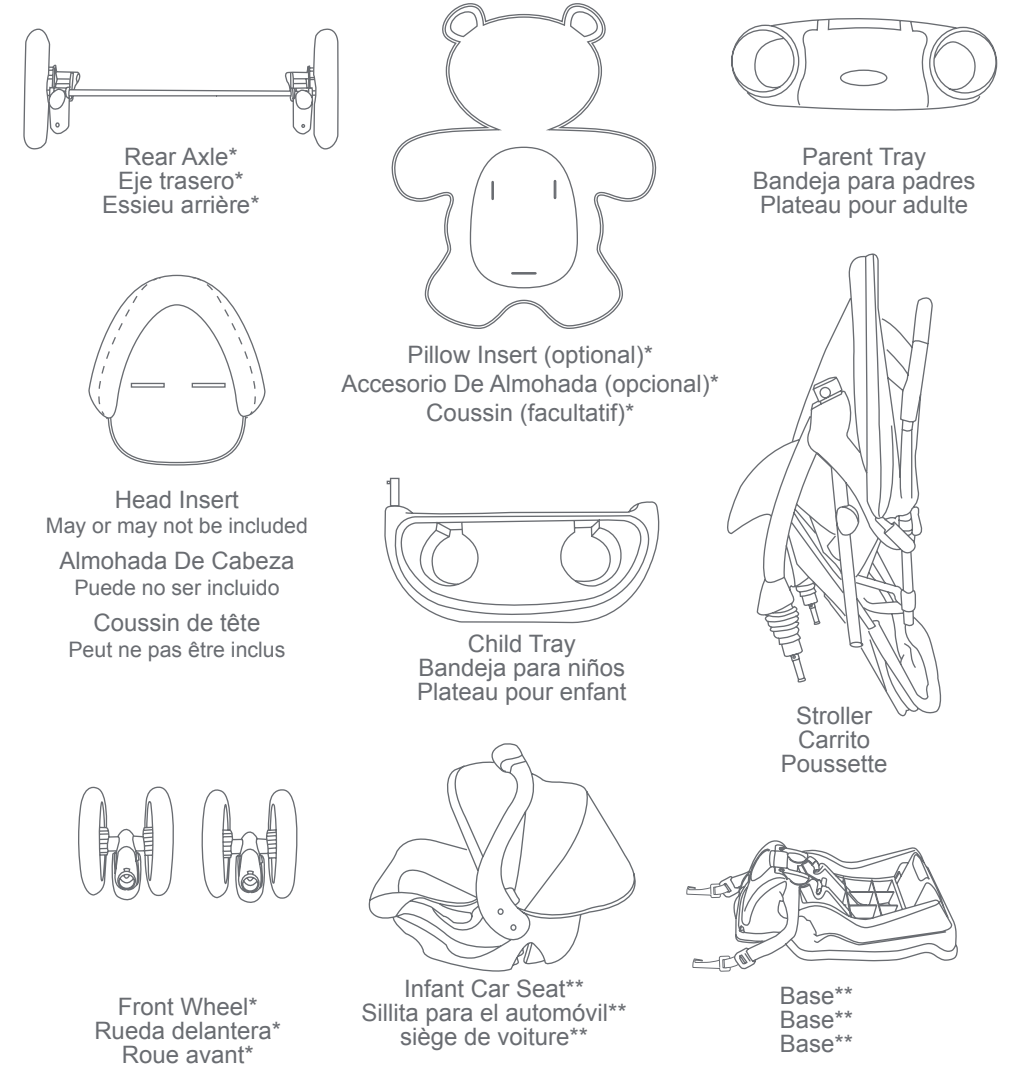 Rear Axle*
Eje trasero*
Essieu arrière*
Pillow Insert (optional)*
Accesorio De Almohada (opcional)*
Coussin (facultatif)*
Parent Tray
Bandeja para padres
Plateau pour adulte
Head Insert
May or may not be included
Almohada De Cabeza
Puede no ser incluido
Coussin de tête
Peut ne pas être inclus
Child Tray
Bandeja para niños
Plateau pour enfant
Stroller
Carrito
Poussette
Front Wheel*
Rueda delantera*
Roue avant*
Infant Car Seat**
Sillita para el automóvil**
siège de voiture**
Base**
Base**
Base**